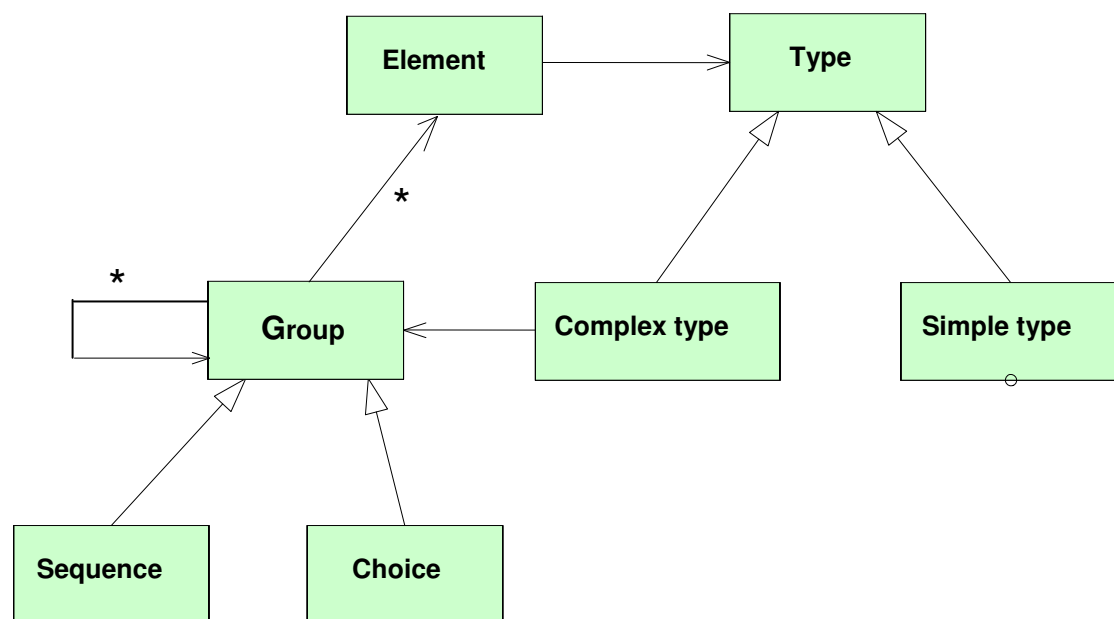 Element
Type
*
*
Group
Complex type
Simple type
Sequence
Choice